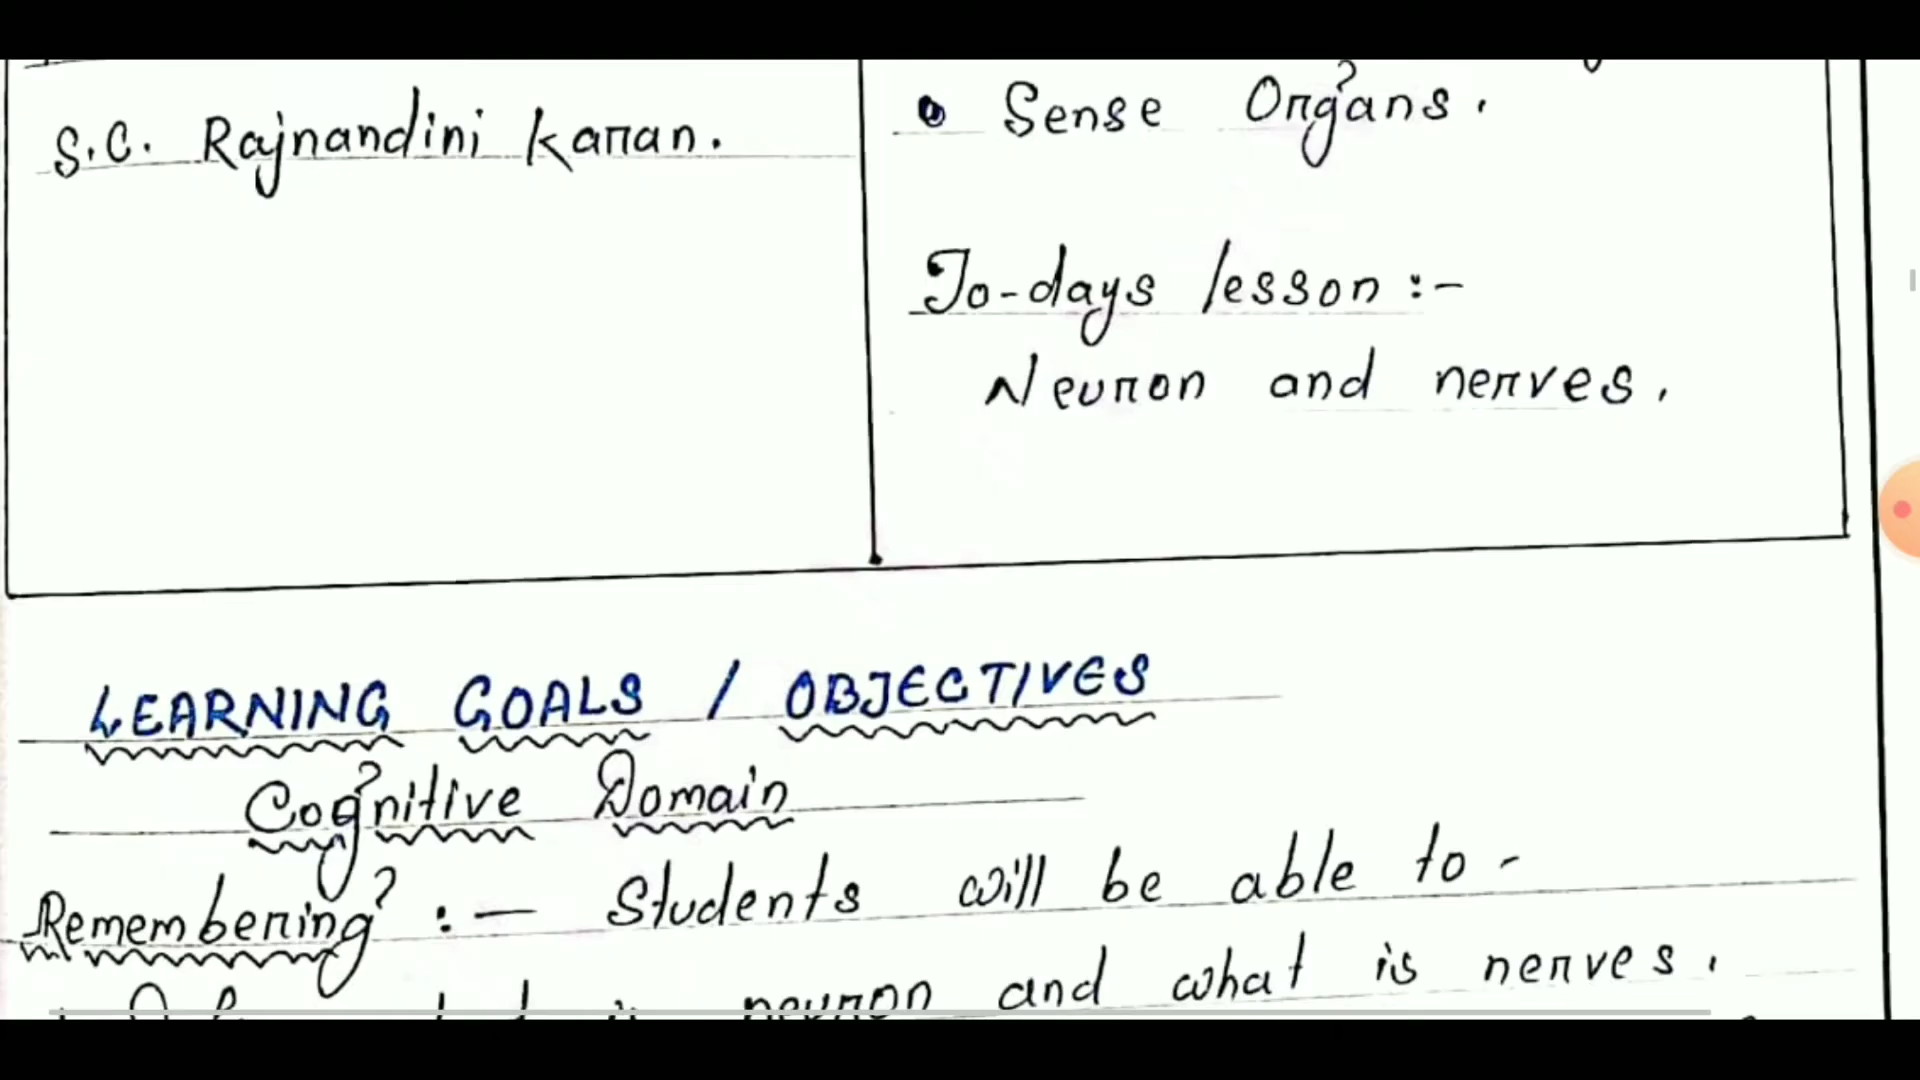 S.C. Rajnandini Karan.
• Sense Organs.
To-days lesson :-
Neuron and nerves.
LEARNING GOALS / OBJECTIVES
Cognitive Domain
Remembering :- Students will be able to -
neuron and what is nerves.